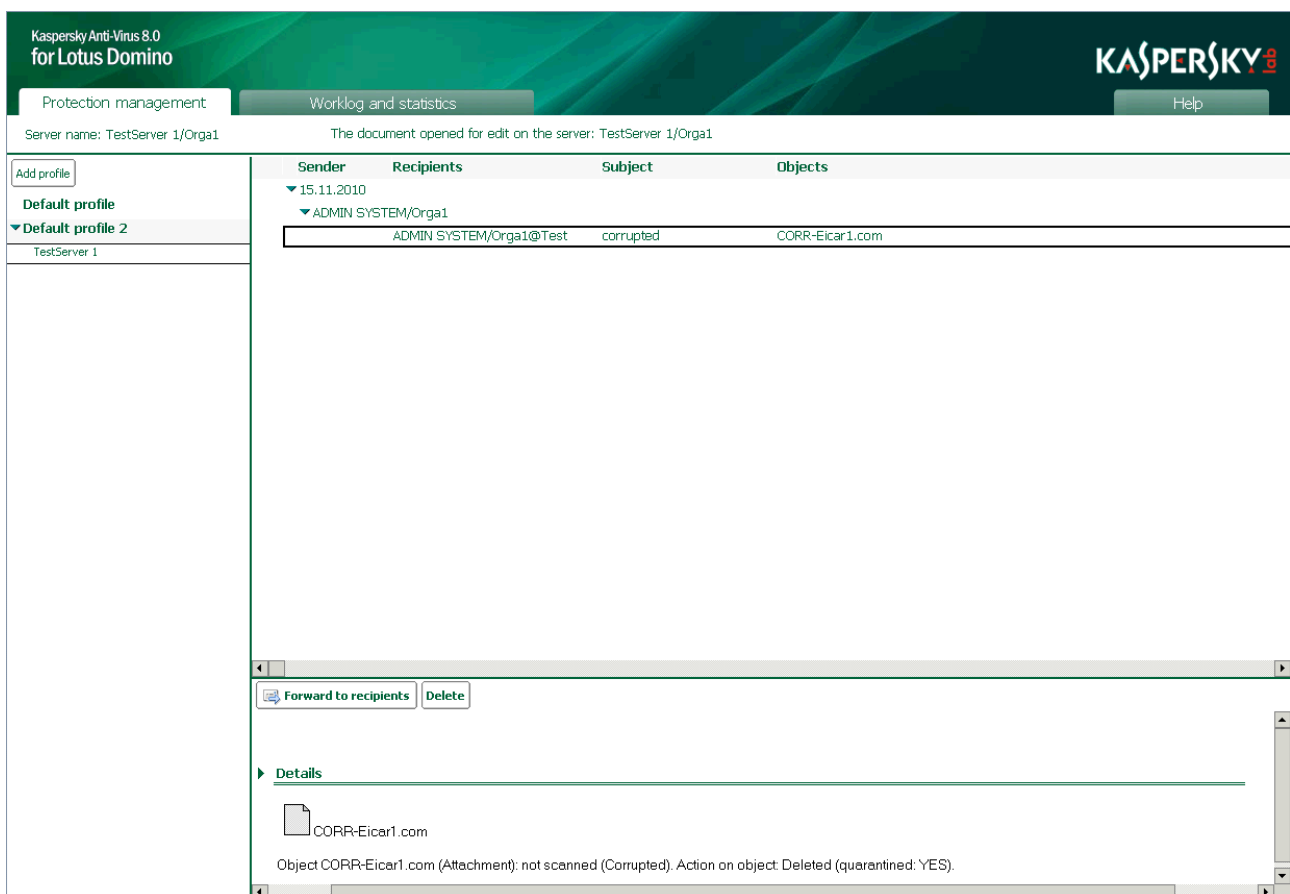 Kaspersky Anti-Virus 8.0
for Lotus Domino
KASPERSKY lab
Protection management
Worklog and statistics
Help
Server name: TestServer 1/Orga1
The document opened for edit on the server: TestServer 1/Orga1
Add profile
Default profile
Default profile 2
TestServer 1
Sender Recipients Subject Objects
15.11.2010
ADMIN SYSTEM/Orga1
ADMIN SYSTEM/Orga1@Test corrupted CORR-Eicar1.com
Forward to recipients
Delete
Details
CORR-Eicar1.com
Object CORR-Eicar1.com (Attachment): not scanned (Corrupted). Action on object: Deleted (quarantined: YES).